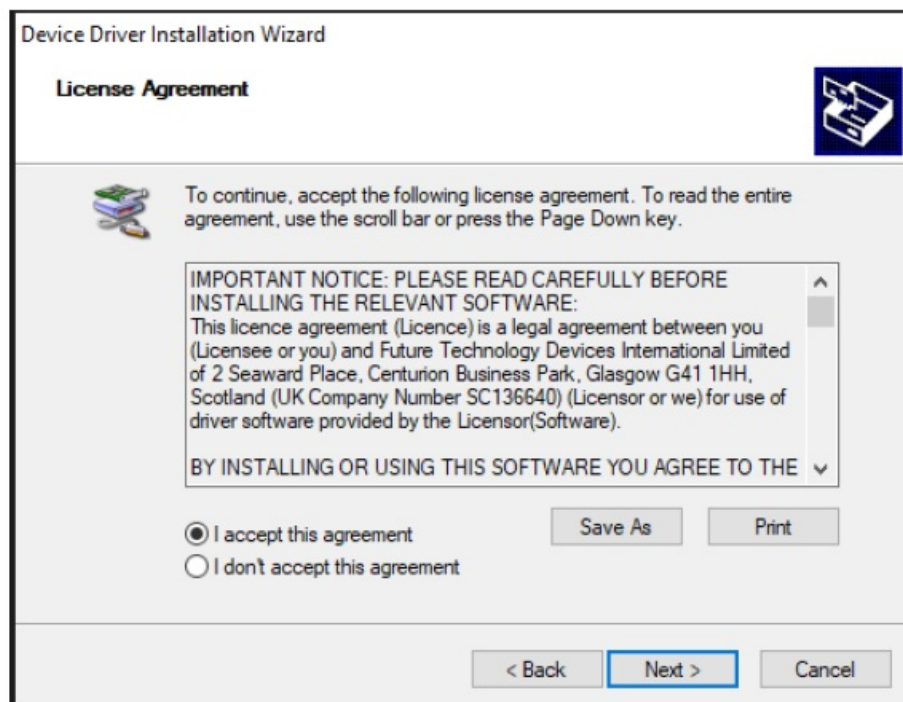 Device Driver Installation Wizard
License Agreement
To continue, accept the following license agreement. To read the entire
agreement, use the scroll bar or press the Page Down key.
IMPORTANT NOTICE: PLEASE READ CAREFULLY BEFORE
INSTALLING THE RELEVANT SOFTWARE:
This licence agreement (Licence) is a legal agreement between you
(Licensee or you) and Future Technology Devices International Limited
of 2 Seaward Place, Centurion Business Park, Glasgow G41 1HH,
Scotland (UK Company Number SC136640) (Licensor or we) for use of
driver software provided by the Licensor(Software).
BY INSTALLING OR USING THIS SOFTWARE YOU AGREE TO THE
I accept this agreement
Save As
Print
I don't accept this agreement
< Back
Next >
Cancel